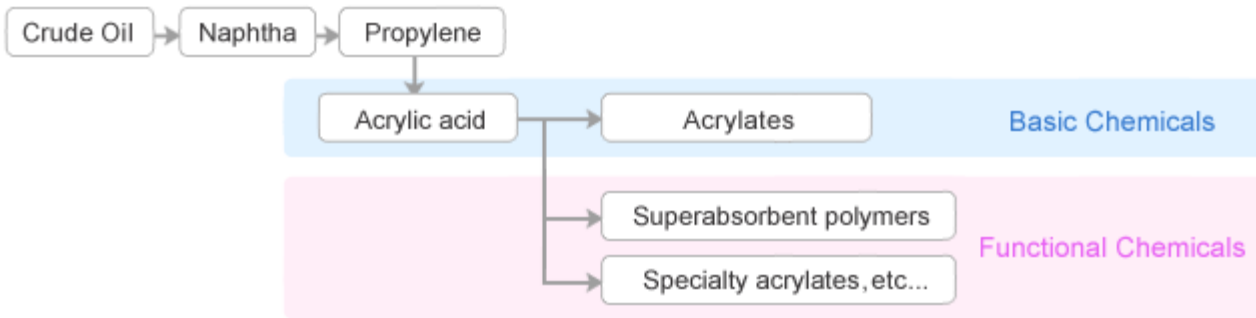 Crude Oil
Naphtha
Propylene
Acrylic acid
Acrylates
Basic Chemicals
Superabsorbent polymers
Functional Chemicals
Specialty acrylates, etc...